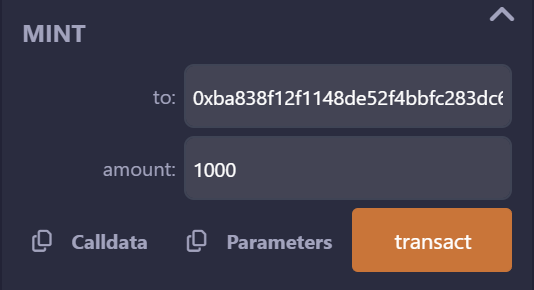 MINT
to: 0xba838f12f1148de52f4bbfc283dc6
amount: 1000
Calldata Parameters transact